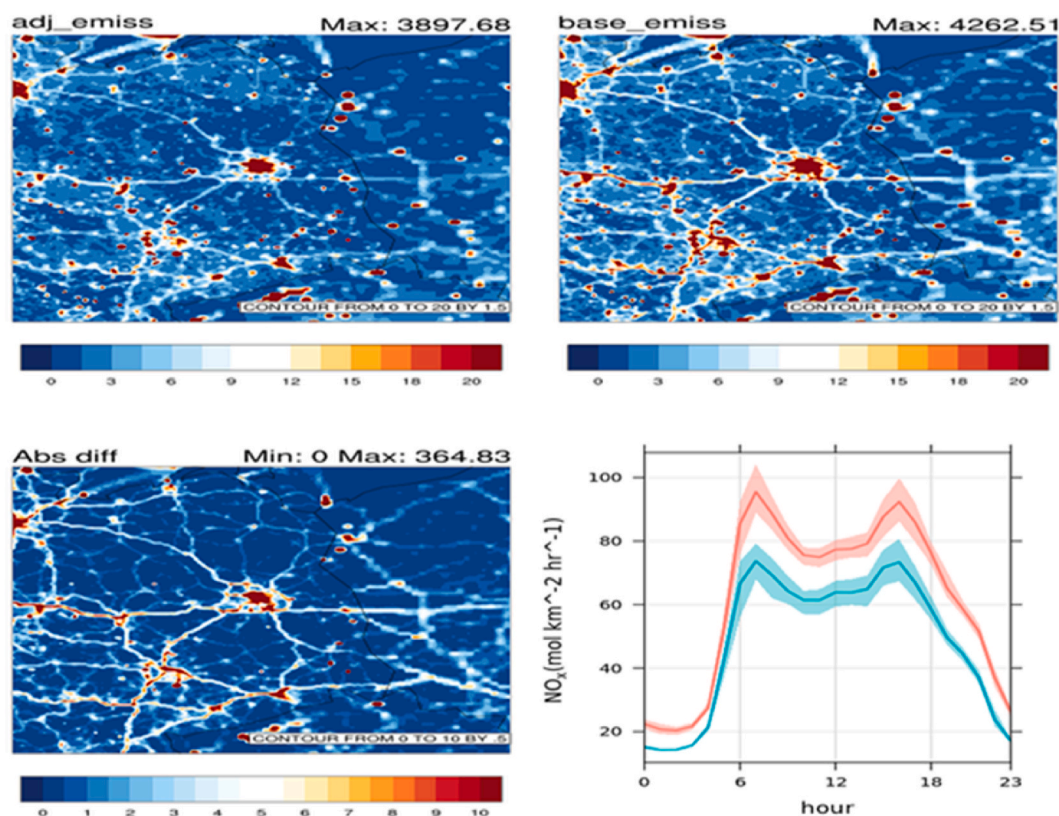 adj_emiss Max: 3897.68
CONTOUR FROM 0 TO 20 BY 1.5
0 3 6 9 12 15 18 20
base_emiss Max: 4262.51
CONTOUR FROM 0 TO 20 BY 1.5
0 3 6 9 12 15 18 20
Abs diff Min: 0 Max: 364.83
CONTOUR FROM 0 TO 10 BY .5
0 1 2 3 4 5 6 7 8 9 10
NOx(mol km^-2 hr^-1)
100
80
60
40
20
0 6 12 18 23
hour